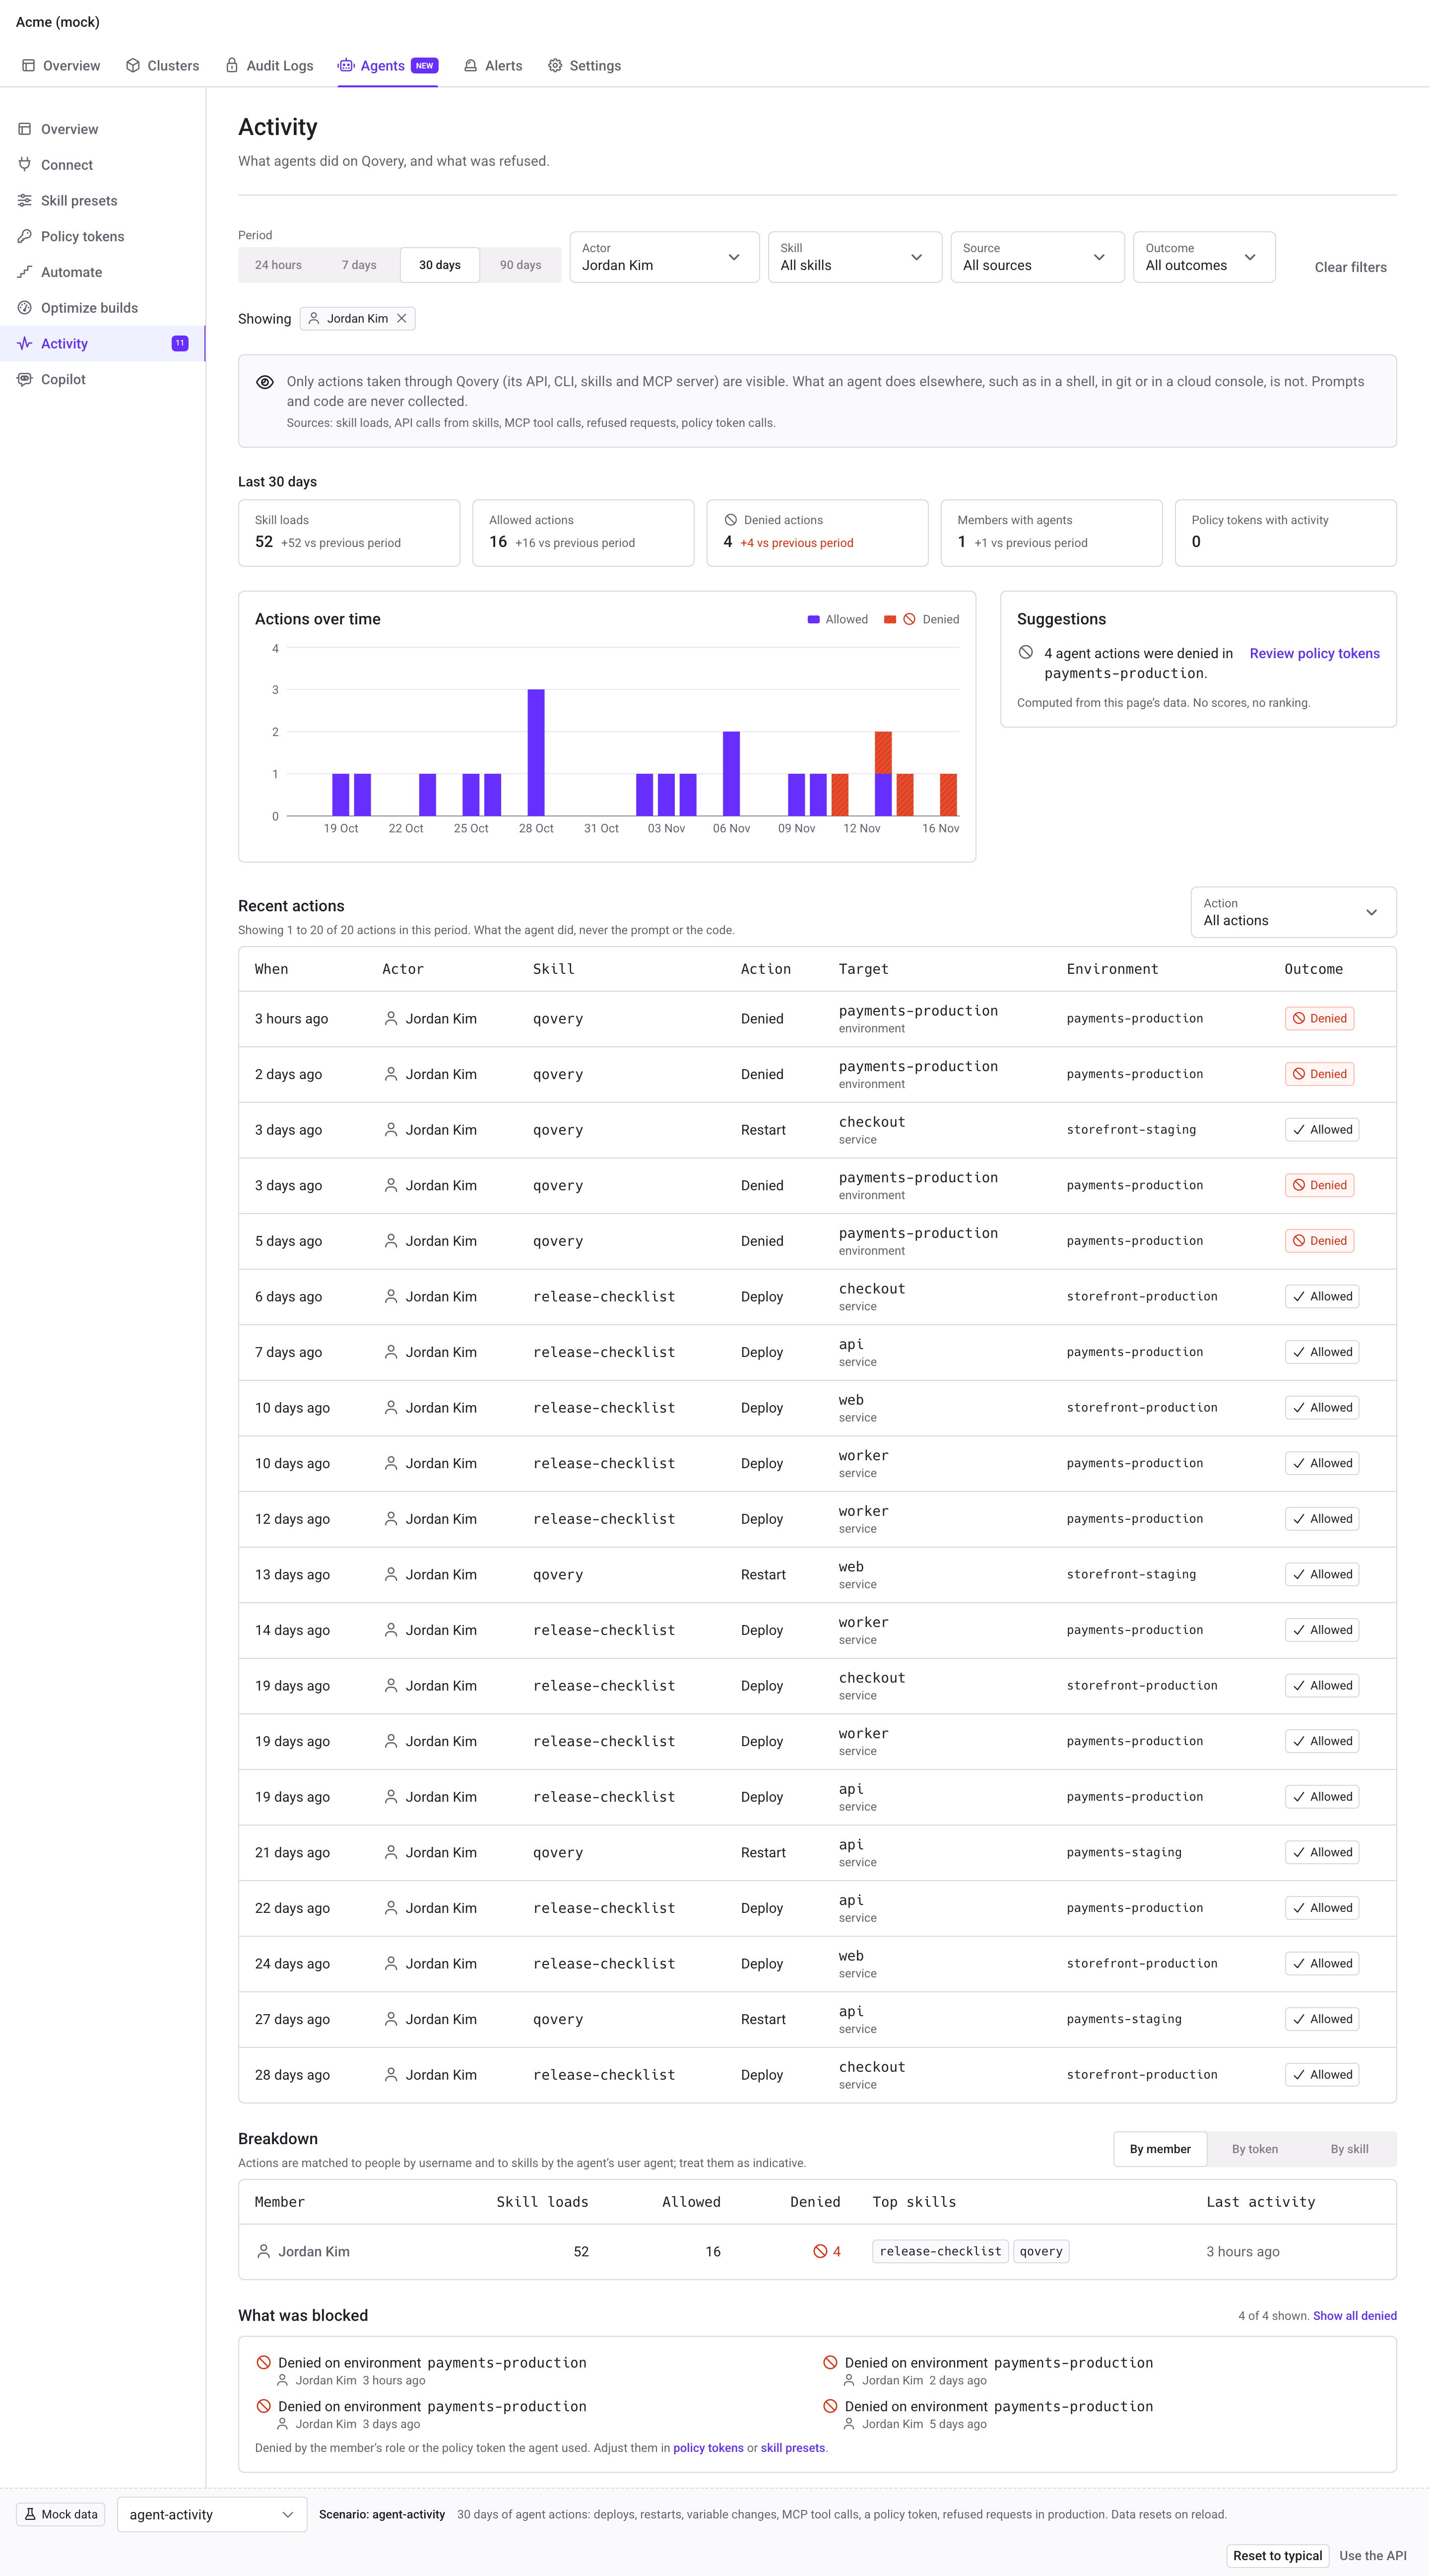 Acme (mock)
Overview
Clusters
Audit Logs
Agents NEW
Alerts
Settings
Overview
Connect
Skill presets
Policy tokens
Automate
Optimize builds
Activity 11
Copilot
Activity
What agents did on Qovery, and what was refused.
Period
24 hours 7 days 30 days 90 days
Actor
Jordan Kim
Skill
All skills
Source
All sources
Outcome
All outcomes
Clear filters
Showing Jordan Kim
Only actions taken through Qovery (its API, CLI, skills and MCP server) are visible. What an agent does elsewhere, such as in a shell, in git or in a cloud console, is not. Prompts
and code are never collected.
Sources: skill loads, API calls from skills, MCP tool calls, refused requests, policy token calls.
Last 30 days
Skill loads
52 +52 vs previous period
Allowed actions
16 +16 vs previous period
Denied actions
4 +4 vs previous period
Members with agents
1 +1 vs previous period
Policy tokens with activity
0
Actions over time
Allowed Denied
4
3
2
1
0
19 Oct 22 Oct 25 Oct 28 Oct 31 Oct 03 Nov 06 Nov 09 Nov 12 Nov 16 Nov
Suggestions
4 agent actions were denied in
payments-production.
Review policy tokens
Computed from this page's data. No scores, no ranking.
Recent actions
Showing 1 to 20 of 20 actions in this period. What the agent did, never the prompt or the code.
Action
All actions
When Actor Skill Action Target Environment Outcome
3 hours ago Jordan Kim qovery Denied payments-production payments-production Denied
environment
2 days ago Jordan Kim qovery Denied payments-production payments-production Denied
environment
3 days ago Jordan Kim qovery Restart checkout storefront-staging Allowed
service
3 days ago Jordan Kim qovery Denied payments-production payments-production Denied
environment
5 days ago Jordan Kim qovery Denied payments-production payments-production Denied
environment
6 days ago Jordan Kim release-checklist Deploy checkout storefront-production Allowed
service
7 days ago Jordan Kim release-checklist Deploy api payments-production Allowed
service
10 days ago Jordan Kim release-checklist Deploy web storefront-production Allowed
service
10 days ago Jordan Kim release-checklist Deploy worker payments-production Allowed
service
12 days ago Jordan Kim release-checklist Deploy worker payments-production Allowed
service
13 days ago Jordan Kim qovery Restart web storefront-staging Allowed
service
14 days ago Jordan Kim release-checklist Deploy worker payments-production Allowed
service
19 days ago Jordan Kim release-checklist Deploy checkout storefront-production Allowed
service
19 days ago Jordan Kim release-checklist Deploy worker payments-production Allowed
service
19 days ago Jordan Kim release-checklist Deploy api payments-production Allowed
service
21 days ago Jordan Kim qovery Restart api payments-staging Allowed
service
22 days ago Jordan Kim release-checklist Deploy api payments-production Allowed
service
24 days ago Jordan Kim release-checklist Deploy web storefront-production Allowed
service
27 days ago Jordan Kim qovery Restart api payments-staging Allowed
service
28 days ago Jordan Kim release-checklist Deploy checkout storefront-production Allowed
service
Breakdown
Actions are matched to people by username and to skills by the agent's user agent; treat them as indicative.
By member By token By skill
Member Skill loads Allowed Denied Top skills Last activity
Jordan Kim 52 16 4 release-checklist qovery 3 hours ago
What was blocked
4 of 4 shown. Show all denied
Denied on environment payments-production
Jordan Kim 3 hours ago
Denied on environment payments-production
Jordan Kim 2 days ago
Denied on environment payments-production
Jordan Kim 3 days ago
Denied on environment payments-production
Jordan Kim 5 days ago
Denied by the member's role or the policy token the agent used. Adjust them in policy tokens or skill presets.
Mock data agent-activity Scenario: agent-activity 30 days of agent actions: deploys, restarts, variable changes, MCP tool calls, a policy token, refused requests in production. Data resets on reload.
Reset to typical Use the API